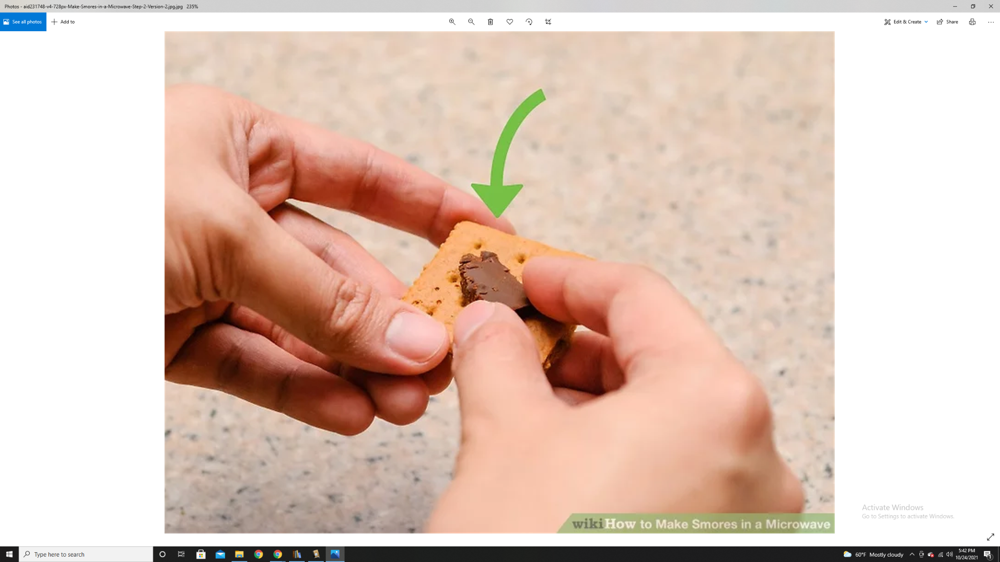 Photos - aid231748-v4-728px-Make-Smores-in-a-Microwave-Step-2-Version-2.jpg.jpg 235%
See all photos
Add to
Edit & Create
Share
wikiHow to Make Smores in a Microwave
Activate Windows
Go to Settings to activate Windows.
Type here to search
60°F Mostly cloudy
5:42 PM
10/24/2021
1